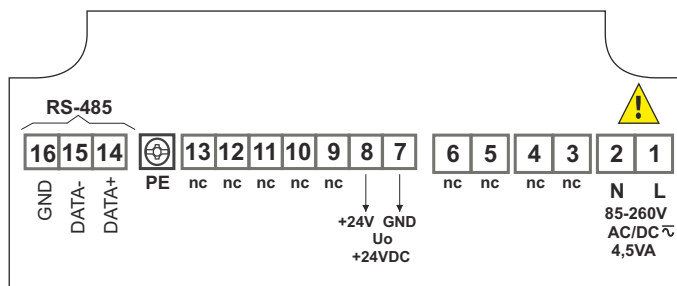 RS-485
16 15 14 13 12 11 10 9 8 7 6 5 4 3 2 1
GND DATA- DATA+ PE nc nc nc nc nc nc nc nc nc N L
+24V GND
Uo
+24VDC
85-260V
AC/DC
4,5VA